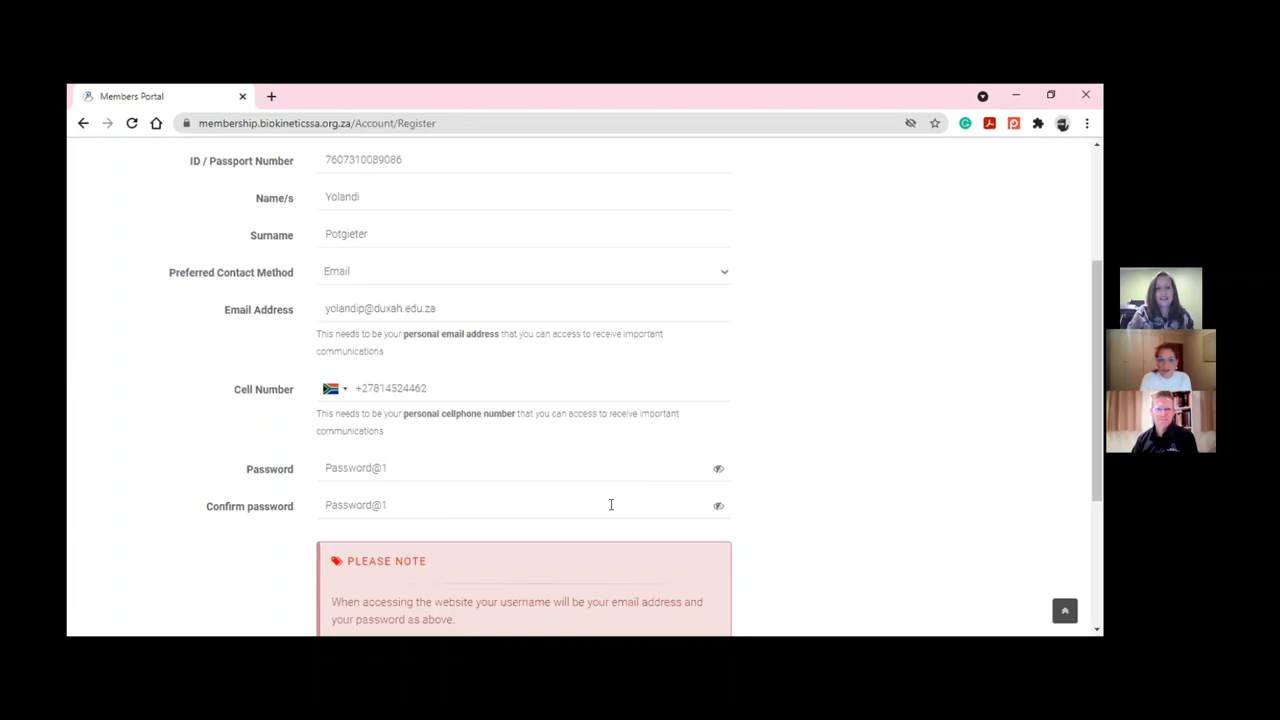 Members Portal
membership.biokineticssa.org.za/Account/Register
ID / Passport Number 7607310089086
Name/s Yolandi
Surname Potgieter
Preferred Contact Method Email
Email Address yolandip@duxah.edu.za
This needs to be your personal email address that you can access to receive important
communications
Cell Number +27814524462
This needs to be your personal cellphone number that you can access to receive important
communications
Password Password@1
Confirm password Password@1
PLEASE NOTE
When accessing the website your username will be your email address and
your password as above.